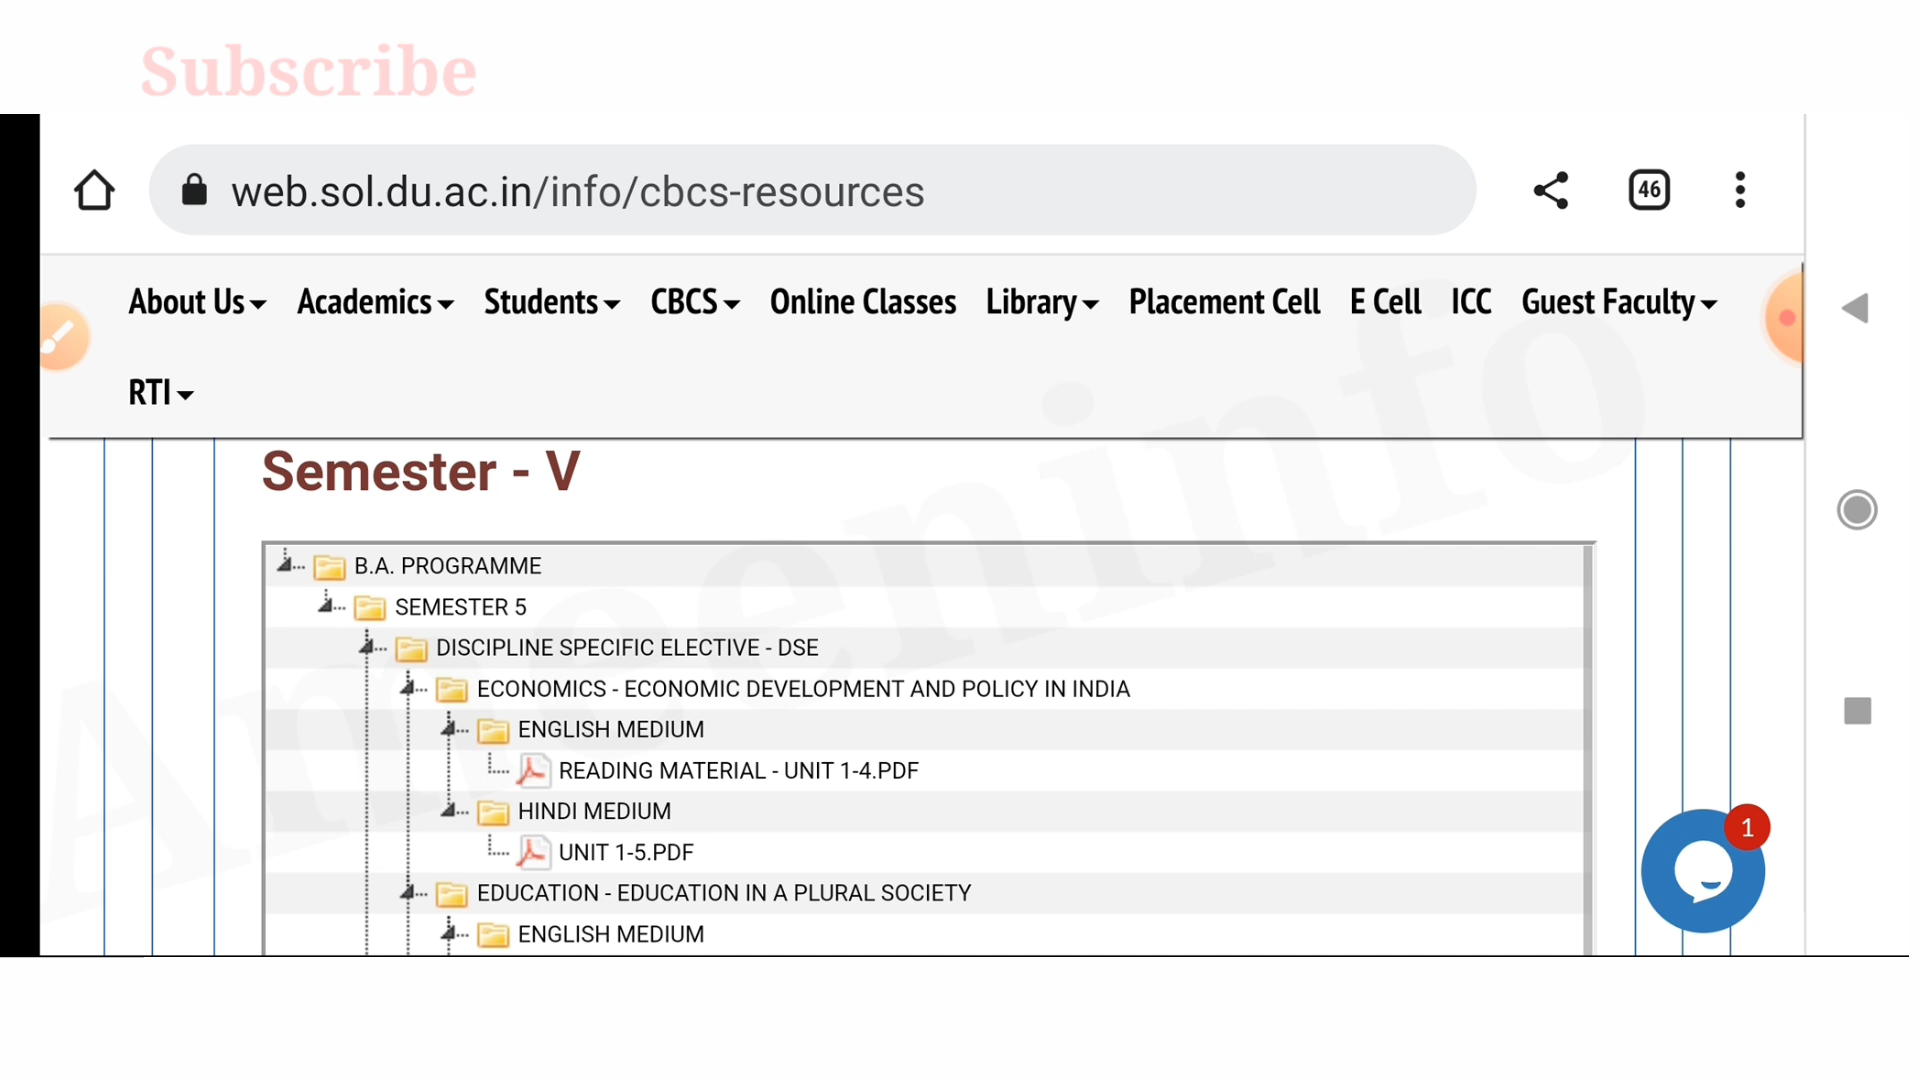 Subscribe
web.sol.du.ac.in/info/cbcs-resources
46
About Us Academics Students CBCS Online Classes Library Placement Cell E Cell ICC Guest Faculty
RTI
Ameeninfo
Semester - V
B.A. PROGRAMME
SEMESTER 5
DISCIPLINE SPECIFIC ELECTIVE - DSE
ECONOMICS - ECONOMIC DEVELOPMENT AND POLICY IN INDIA
ENGLISH MEDIUM
READING MATERIAL - UNIT 1-4.PDF
HINDI MEDIUM
UNIT 1-5.PDF
1
EDUCATION - EDUCATION IN A PLURAL SOCIETY
ENGLISH MEDIUM